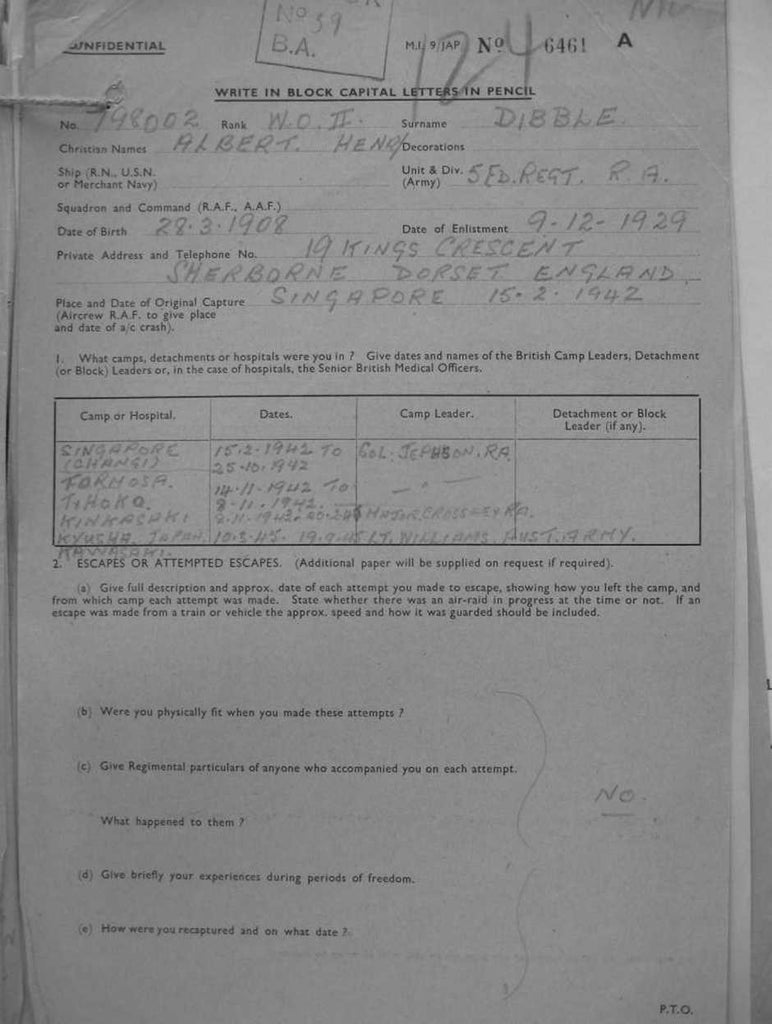 No 59
B.A.
CONFIDENTIAL
M.I. 9/JAP No 6461 A
124
WRITE IN BLOCK CAPITAL LETTERS IN PENCIL
No. 798002 Rank W.O. II. Surname DIBBLE.
Christian Names ALBERT. HENQY Decorations
Ship (R.N., U.S.N. or Merchant Navy)
Unit & Div. (Army) 5 FD. REGT. R.A.
Squadron and Command (R.A.F., A.A.F.)
Date of Birth 28.3.1908 Date of Enlistment 9-12-1929
Private Address and Telephone No. 19 KINGS CRESCENT
SHERBORNE DORSET ENGLAND
Place and Date of Original Capture SINGAPORE 15.2.1942
(Aircrew R.A.F. to give place
and date of a/c crash).
1. What camps, detachments or hospitals were you in ? Give dates and names of the British Camp Leaders, Detachment
(or Block) Leaders or, in the case of hospitals, the Senior British Medical Officers.
Camp or Hospital. Dates. Camp Leader. Detachment or Block
Leader (if any).
SINGAPORE 15.2.1942 TO COL. JEPHSON. RA
(CHANGI) 25-10.1942
FORMOSA. 14-11-1942 TO — " —
TIHOKO. 8-11.1942.
KINKASAKI MAJOR. CROSSLEY RA.
KYUSHU JAPAN. 10.3.45. 19.9.45 LT. WILLIAMS. AUST. ARMY.
KAWASAKI.
2. ESCAPES OR ATTEMPTED ESCAPES. (Additional paper will be supplied on request if required).
(a) Give full description and approx. date of each attempt you made to escape, showing how you left the camp, and
from which camp each attempt was made. State whether there was an air-raid in progress at the time or not. If an
escape was made from a train or vehicle the approx. speed and how it was guarded should be included.
(b) Were you physically fit when you made these attempts ?
(c) Give Regimental particulars of anyone who accompanied you on each attempt.
NO.
What happened to them ?
(d) Give briefly your experiences during periods of freedom.
(e) How were you recaptured and on what date ?
P.T.O.